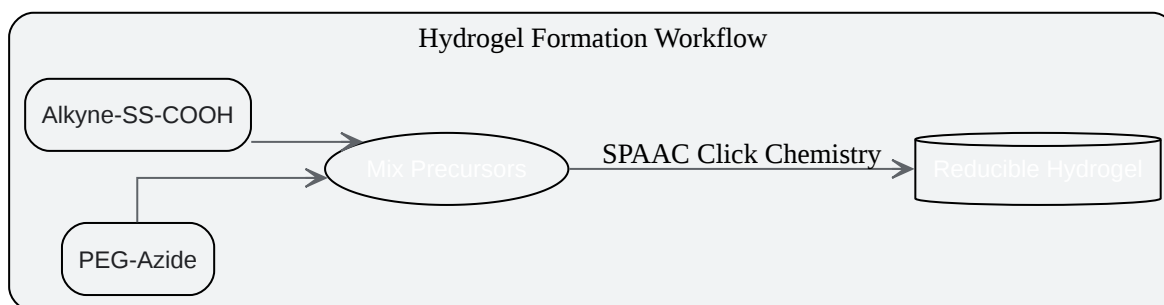 Hydrogel Formation Workflow
Alkyne-SS-COOH
Mix Precursors
SPAAC Click Chemistry
Reducible Hydrogel
PEG-Azide